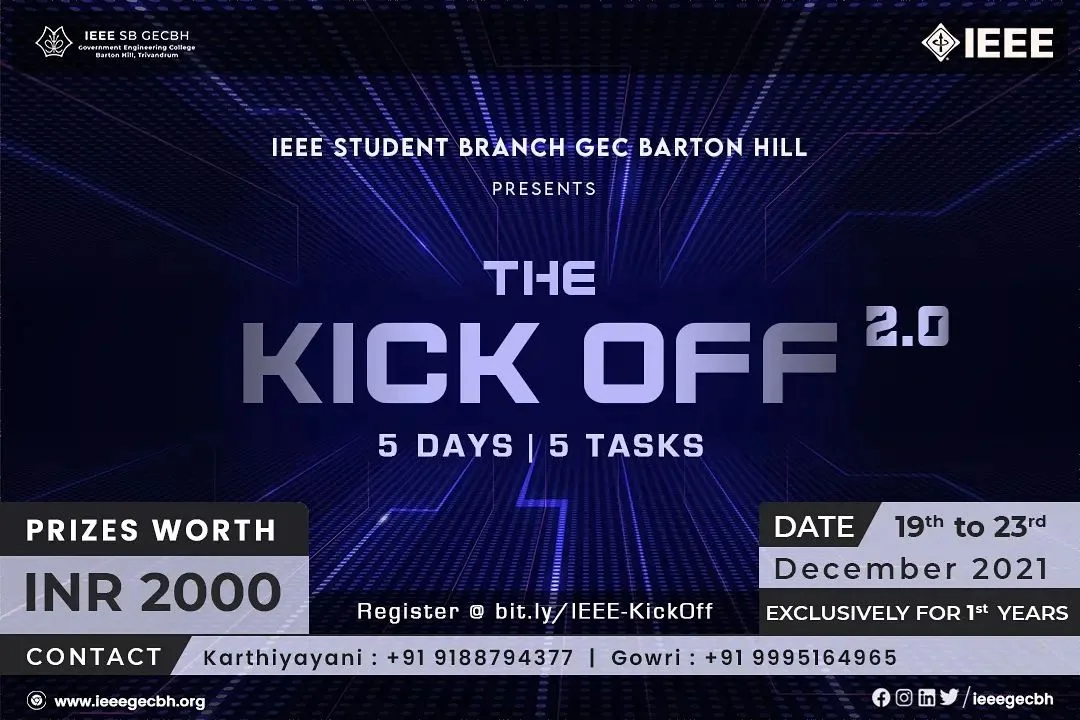 IEEE SB GECBH
Government Engineering College
Barton Hill, Trivandrum
IEEE
IEEE STUDENT BRANCH GEC BARTON HILL
PRESENTS
THE
KICK OFF 2.0
5 DAYS | 5 TASKS
PRIZES WORTH
INR 2000
DATE 19th to 23rd
December 2021
EXCLUSIVELY FOR 1st YEARS
Register @ bit.ly/IEEE-KickOff
CONTACT Karthiyayani : +91 9188794377 | Gowri : +91 9995164965
www.ieeegecbh.org
/ieeegecbh